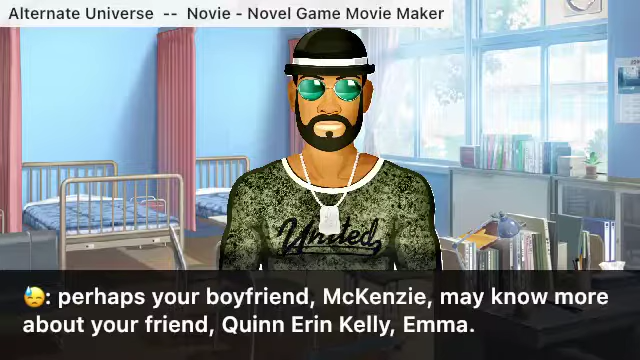 Alternate Universe -- Novie - Novel Game Movie Maker
United
😓: perhaps your boyfriend, McKenzie, may know more
about your friend, Quinn Erin Kelly, Emma.